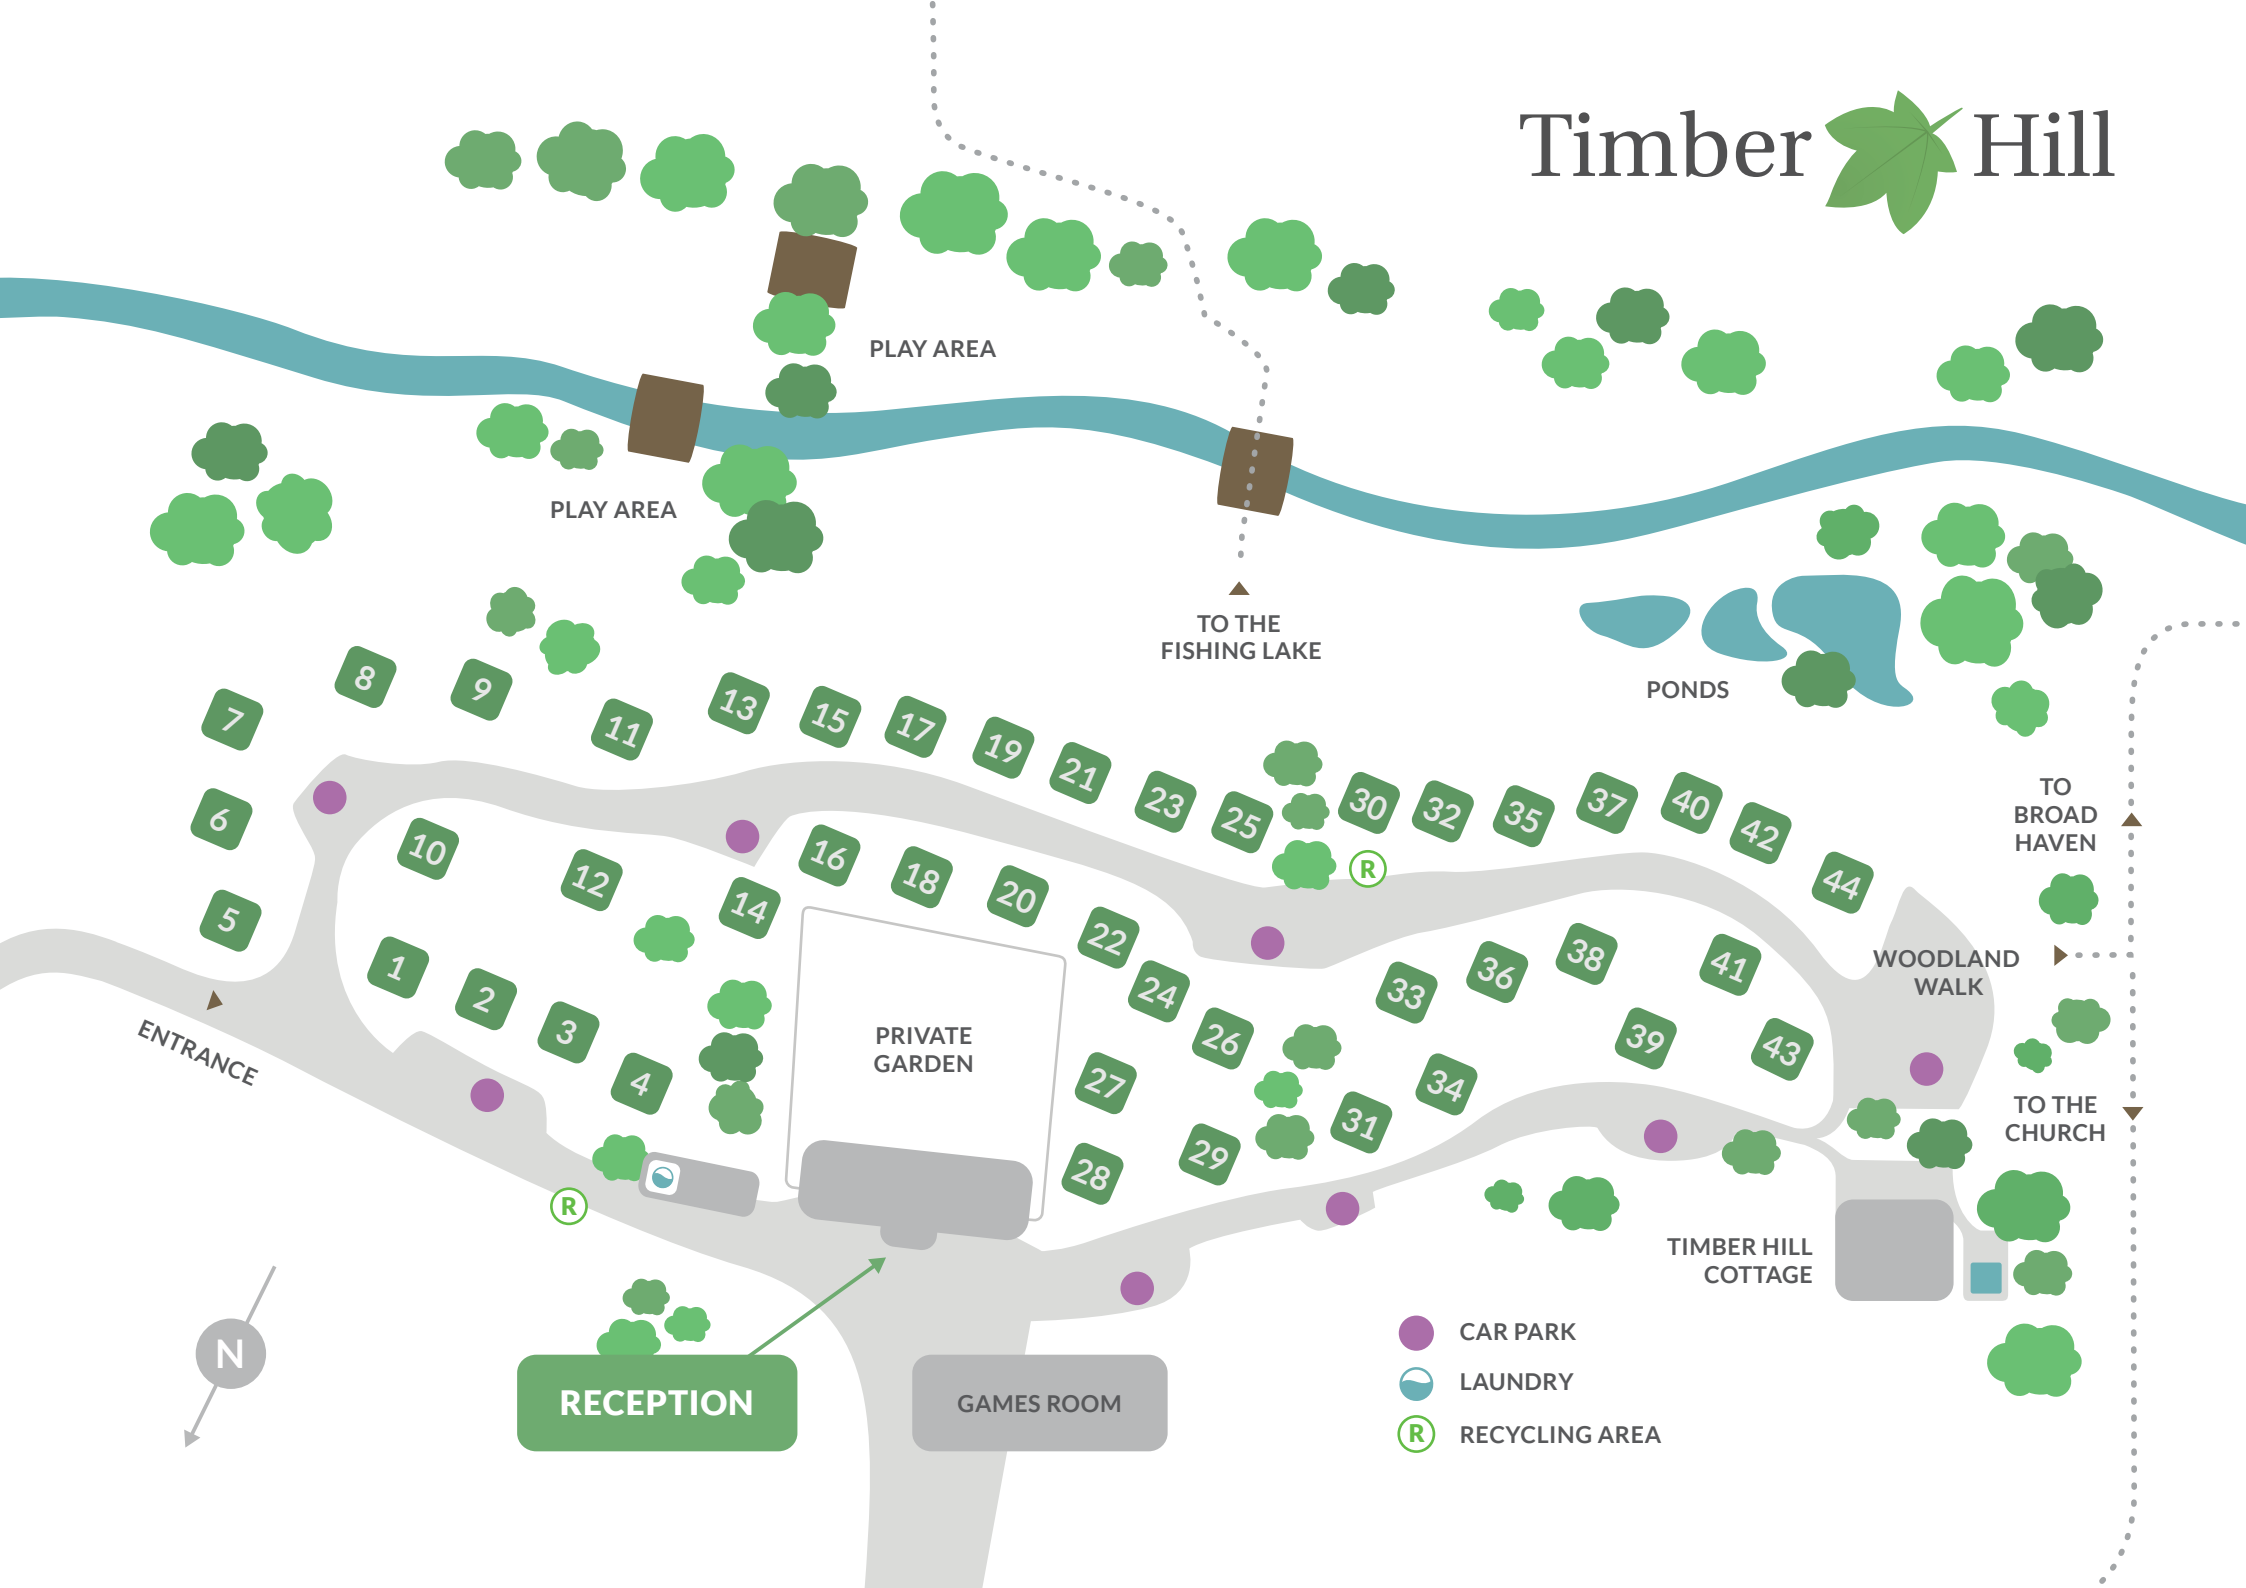 Timber Hill
PLAY AREA
PLAY AREA
TO THE
FISHING LAKE
PONDS
8
9
7
11
13
15
17
19
21
23
25
30
32
35
37
40
42
44
TO
BROAD
HAVEN
6
10
12
14
16
18
20
22
24
26
R
5
1
2
3
4
33
36
38
41
39
43
34
31
27
28
29
WOODLAND
WALK
ENTRANCE
PRIVATE
GARDEN
TO THE
CHURCH
R
TIMBER HILL
COTTAGE
N
RECEPTION
GAMES ROOM
CAR PARK
LAUNDRY
R RECYCLING AREA